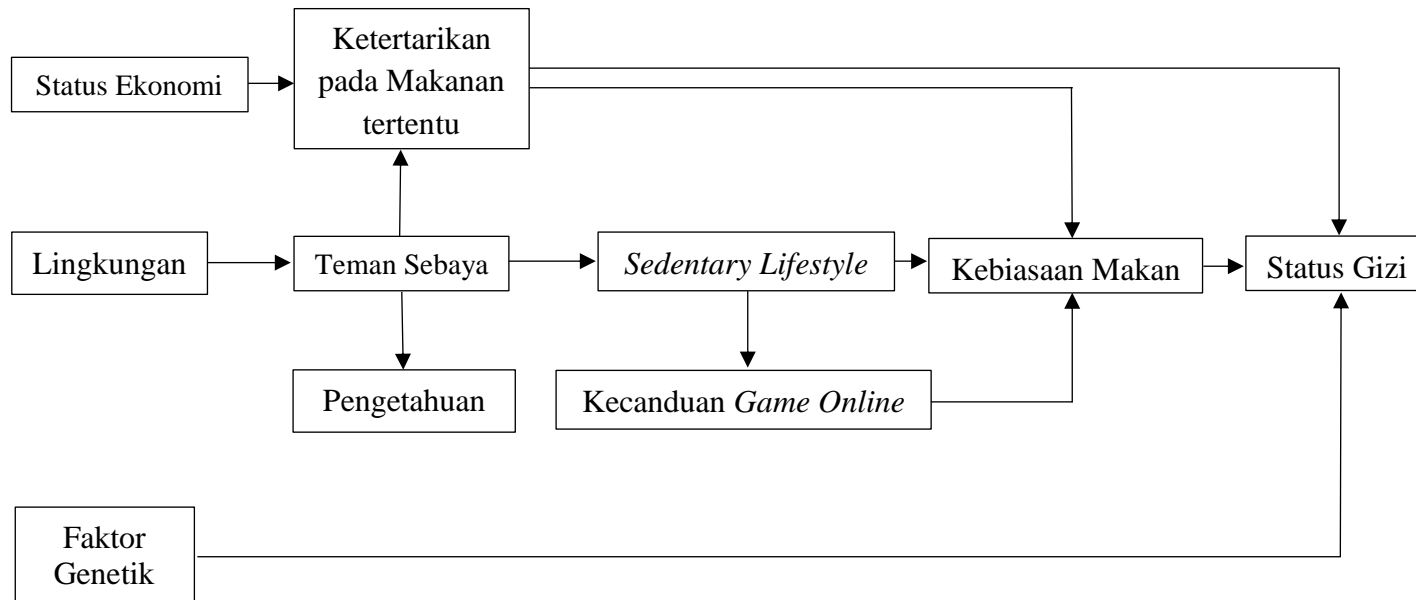 Ketertarikan
pada Makanan
tertentu
Status Ekonomi
Lingkungan
Teman Sebaya
Sedentary Lifestyle
Kebiasaan Makan
Status Gizi
Pengetahuan
Kecanduan Game Online
Faktor
Genetik